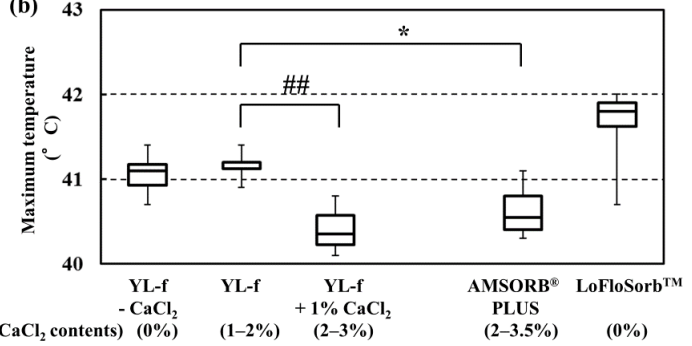 (b)
43
42
41
40
Maximum temperature
(°C)
*
##
YL-f YL-f YL-f AMSORB® LoFloSorb™
- CaCl₂ + 1% CaCl₂ PLUS
CaCl₂ contents) (0%) (1–2%) (2–3%) (2–3.5%) (0%)